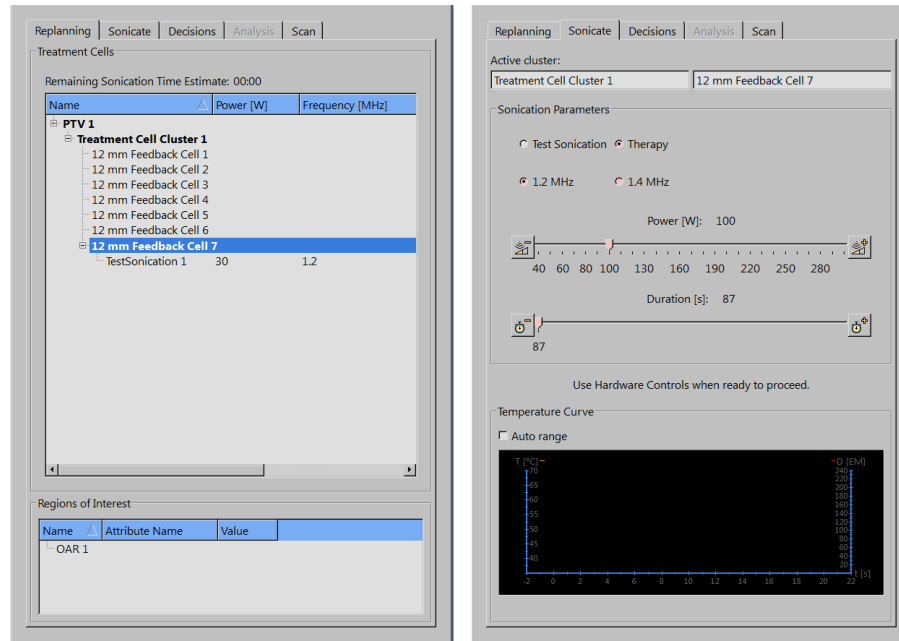 Replanning Sonicate Decisions Analysis Scan
Treatment Cells
Remaining Sonication Time Estimate: 00:00
Name Power [W] Frequency [MHz]
PTV 1
Treatment Cell Cluster 1
12 mm Feedback Cell 1
12 mm Feedback Cell 2
12 mm Feedback Cell 3
12 mm Feedback Cell 4
12 mm Feedback Cell 5
12 mm Feedback Cell 6
12 mm Feedback Cell 7
TestSonication 1 30 1.2
Regions of Interest
Name Attribute Name Value
OAR 1
Replanning Sonicate Decisions Analysis Scan
Active cluster:
Treatment Cell Cluster 1 12 mm Feedback Cell 7
Sonication Parameters
Test Sonication Therapy
1.2 MHz 1.4 MHz
Power [W]: 100
40 60 80 100 130 160 190 220 250 280
Duration [s]: 87
87
Use Hardware Controls when ready to proceed.
Temperature Curve
Auto range
T [°C] D [EM]
70 240
220
65 200
180
60 160
140
55 120
50 100
80
45 60
40
40 20
-2 0 2 4 6 8 10 12 14 16 18 20 22 t [s]